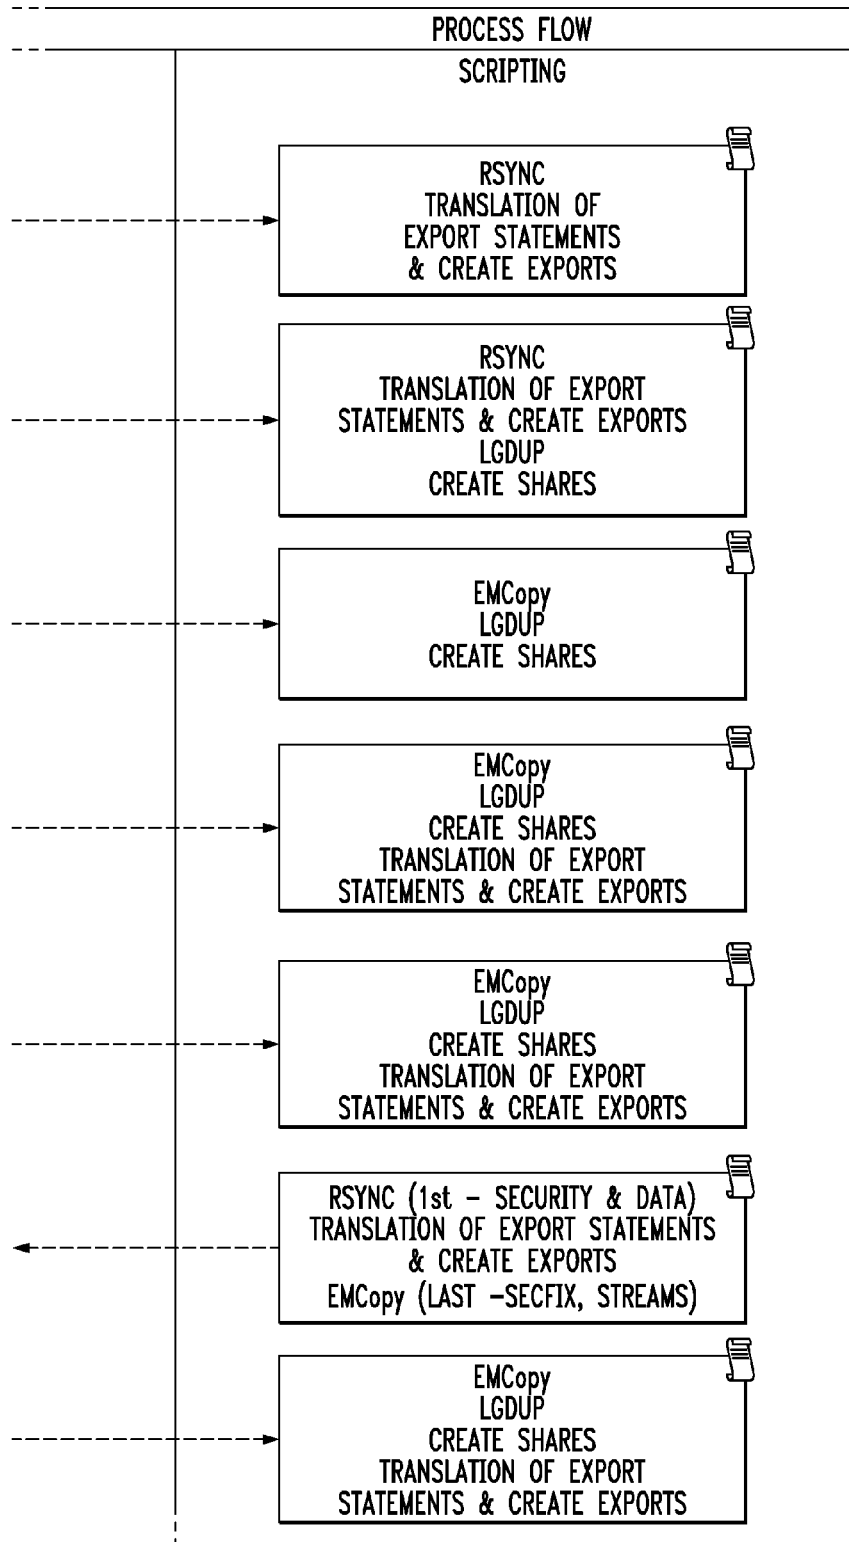 PROCESS FLOW
SCRIPTING
RSYNC
TRANSLATION OF
EXPORT STATEMENTS
& CREATE EXPORTS
RSYNC
TRANSLATION OF EXPORT
STATEMENTS & CREATE EXPORTS
LGDUP
CREATE SHARES
EMCopy
LGDUP
CREATE SHARES
EMCopy
LGDUP
CREATE SHARES
TRANSLATION OF EXPORT
STATEMENTS & CREATE EXPORTS
EMCopy
LGDUP
CREATE SHARES
TRANSLATION OF EXPORT
STATEMENTS & CREATE EXPORTS
RSYNC (1st - SECURITY & DATA)
TRANSLATION OF EXPORT STATEMENTS
& CREATE EXPORTS
EMCopy (LAST -SECFIX, STREAMS)
EMCopy
LGDUP
CREATE SHARES
TRANSLATION OF EXPORT
STATEMENTS & CREATE EXPORTS